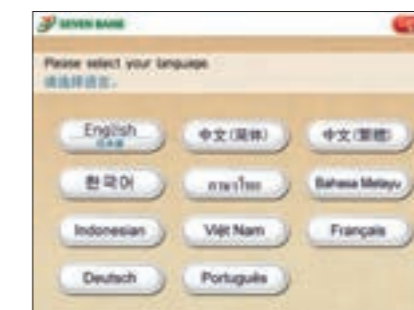 SEVEN BANK
Please select your language.
请选择语言。
English
日本語
中文(简体)
中文(繁體)
한국어
ภาษาไทย
Bahasa Melayu
Indonesian
Việt Nam
Français
Deutsch
Português